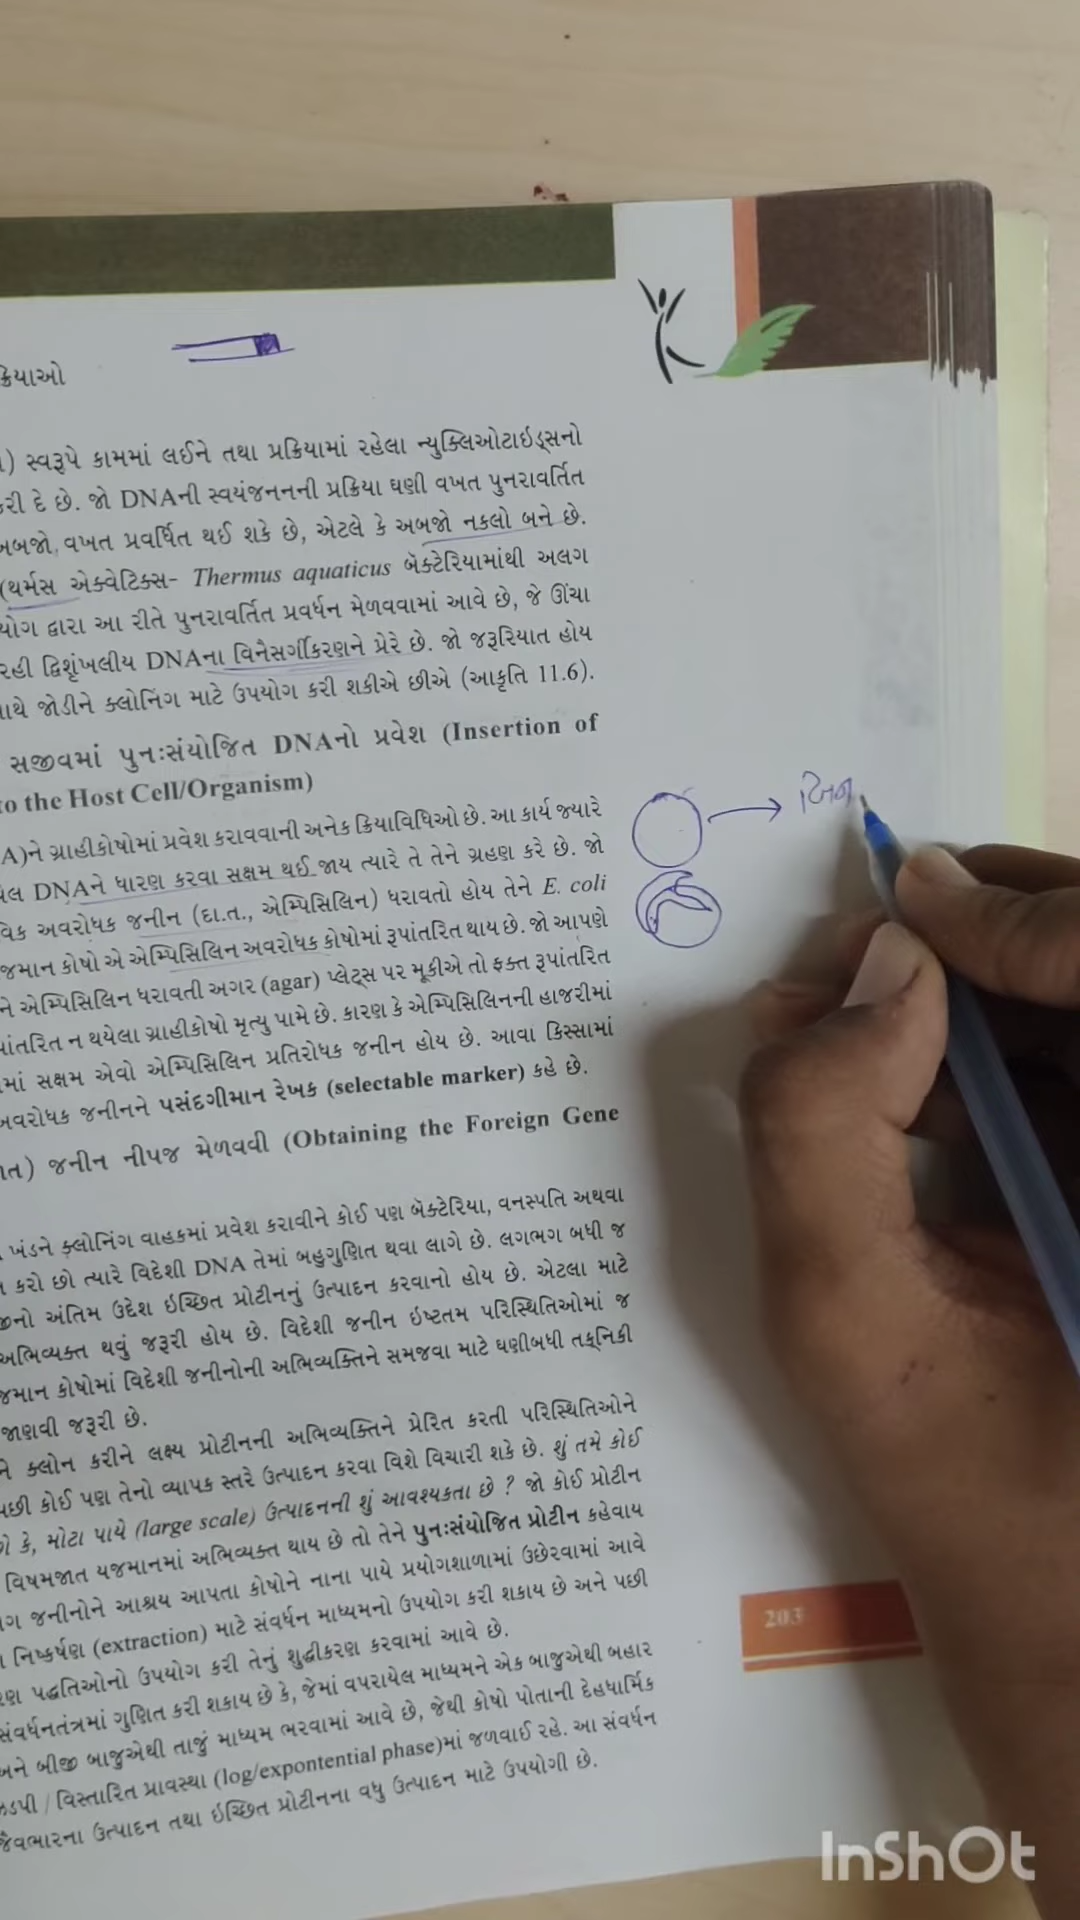 ક્રિયાઓ
) સ્વરૂપે કામમાં લઈને તથા પ્રક્રિયામાં રહેલા ન્યુક્લિઓટાઇડ્સનો
કરી દે છે. જો DNAની સ્વયંજનનની પ્રક્રિયા ઘણી વખત પુનરાવર્તિત
અબજો વખત પ્રવર્ધિત થઈ શકે છે, એટલે કે અબજો નકલો બને છે.
(થર્મસ એક્વેટિક્સ- Thermus aquaticus બૅક્ટેરિયામાંથી અલગ
યોગ દ્વારા આ રીતે પુનરાવર્તિત પ્રવર્ધન મેળવવામાં આવે છે, જે ઊંચા
રહી દ્વિશૃંખલીય DNAના વિનૈસર્ગીકરણને પ્રેરે છે. જો જરૂરિયાત હોય
સાથે જોડીને ક્લોનિંગ માટે ઉપયોગ કરી શકીએ છીએ (આકૃતિ 11.6).
સજીવમાં પુનઃસંયોજિત DNAનો પ્રવેશ (Insertion of
to the Host Cell/Organism)
A)ને ગ્રાહીકોષોમાં પ્રવેશ કરાવવાની અનેક ક્રિયાવિધિઓ છે. આ કાર્ય જ્યારે
યેલ DNAને ધારણ કરવા સક્ષમ થઈ જાય ત્યારે તે તેને ગ્રહણ કરે છે. જો
વિક અવરોધક જનીન (દા.ત., એમ્પિસિલિન) ધરાવતો હોય તેને E. coli
જમાન કોષો એ એમ્પિસિલિન અવરોધક કોષોમાં રૂપાંતરિત થાય છે. જો આપણે
ને એમ્પિસિલિન ધરાવતી અગર (agar) પ્લેટ્સ પર મૂકીએ તો ફક્ત રૂપાંતરિત
પાંતરિત ન થયેલા ગ્રાહીકોષો મૃત્યુ પામે છે. કારણ કે એમ્પિસિલિનની હાજરીમાં
માં સક્ષમ એવો એમ્પિસિલિન પ્રતિરોધક જનીન હોય છે. આવા કિસ્સામાં
અવરોધક જનીનને પસંદગીમાન રેખક (selectable marker) કહે છે.
ત) જનીન નીપજ મેળવવી (Obtaining the Foreign Gene
ખંડને ક્લોનિંગ વાહકમાં પ્રવેશ કરાવીને કોઈ પણ બૅક્ટેરિયા, વનસ્પતિ અથવા
કરો છો ત્યારે વિદેશી DNA તેમાં બહુગુણિત થવા લાગે છે. લગભગ બધી જ
જીનો અંતિમ ઉદ્દેશ ઇચ્છિત પ્રોટીનનું ઉત્પાદન કરવાનો હોય છે. એટલા માટે
અભિવ્યક્ત થવું જરૂરી હોય છે. વિદેશી જનીન ઇષ્ટતમ પરિસ્થિતિઓમાં જ
જમાન કોષોમાં વિદેશી જનીનોની અભિવ્યક્તિને સમજવા માટે ઘણીબધી તક્નિકી
જાણવી જરૂરી છે.
ને ક્લોન કરીને લક્ષ્ય પ્રોટીનની અભિવ્યક્તિને પ્રેરિત કરતી પરિસ્થિતિઓને
પછી કોઈ પણ તેનો વ્યાપક સ્તરે ઉત્પાદન કરવા વિશે વિચારી શકે છે. શું તમે કોઈ
કે, મોટા પાયે (large scale) ઉત્પાદનની શું આવશ્યકતા છે ? જો કોઈ પ્રોટીન
વિષમજાત યજમાનમાં અભિવ્યક્ત થાય છે તો તેને પુનઃસંયોજિત પ્રોટીન કહેવાય
જનીનોને આશ્રય આપતા કોષોને નાના પાયે પ્રયોગશાળામાં ઉછેરવામાં આવે
નિષ્કર્ષણ (extraction) માટે સંવર્ધન માધ્યમનો ઉપયોગ કરી શકાય છે અને પછી
રણ પદ્ધતિઓનો ઉપયોગ કરી તેનું શુદ્ધીકરણ કરવામાં આવે છે.
સંવર્ધનતંત્રમાં ગુણિત કરી શકાય છે કે, જેમાં વપરાયેલ માધ્યમને એક બાજુએથી બહાર
અને બીજી બાજુએથી તાજું માધ્યમ ભરવામાં આવે છે, જેથી કોષો પોતાની દેહધાર્મિક
ઝડપી / વિસ્તારિત પ્રાવસ્થા (log/expontential phase)માં જળવાઈ રહે. આ સંવર્ધન
જૈવભારના ઉત્પાદન તથા ઇચ્છિત પ્રોટીનના વધુ ઉત્પાદન માટે ઉપયોગી છે.
બિન
203
InShOt